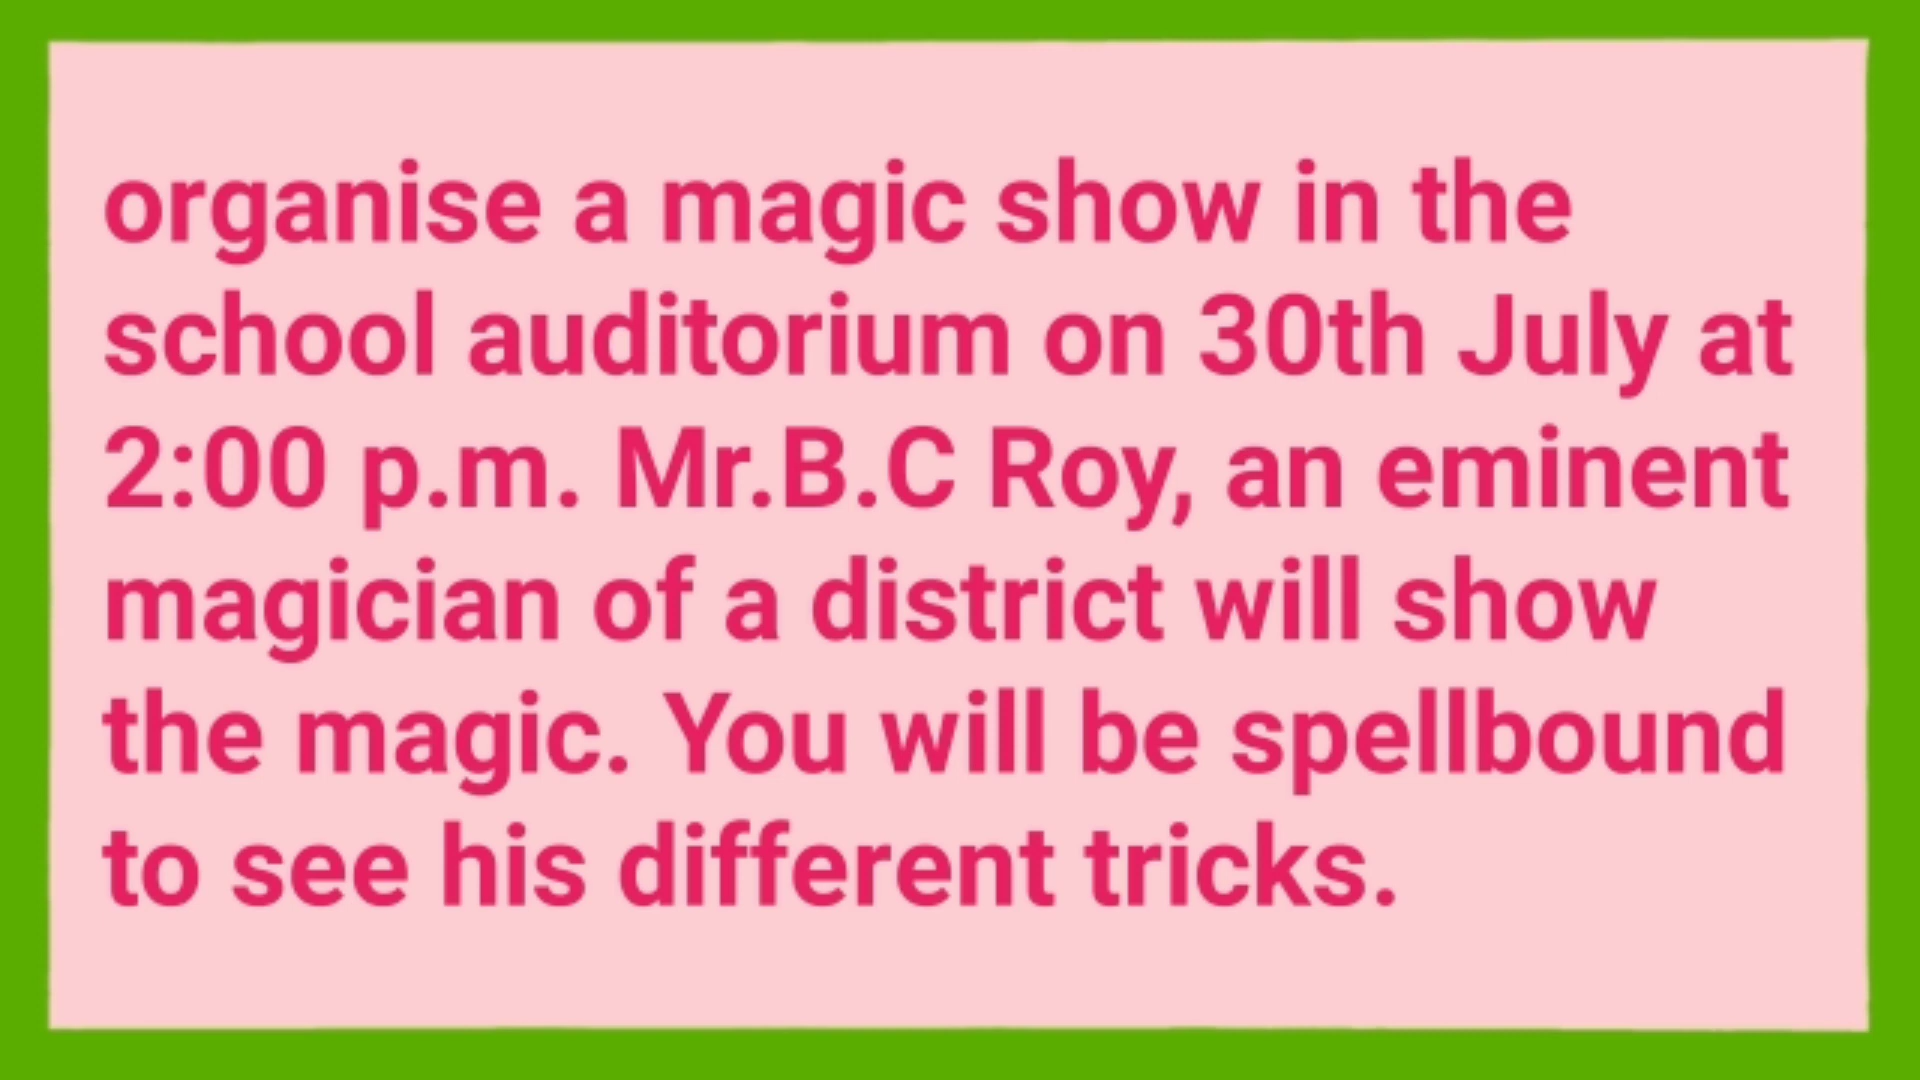 organise a magic show in the
school auditorium on 30th July at
2:00 p.m. Mr.B.C Roy, an eminent
magician of a district will show
the magic. You will be spellbound
to see his different tricks.